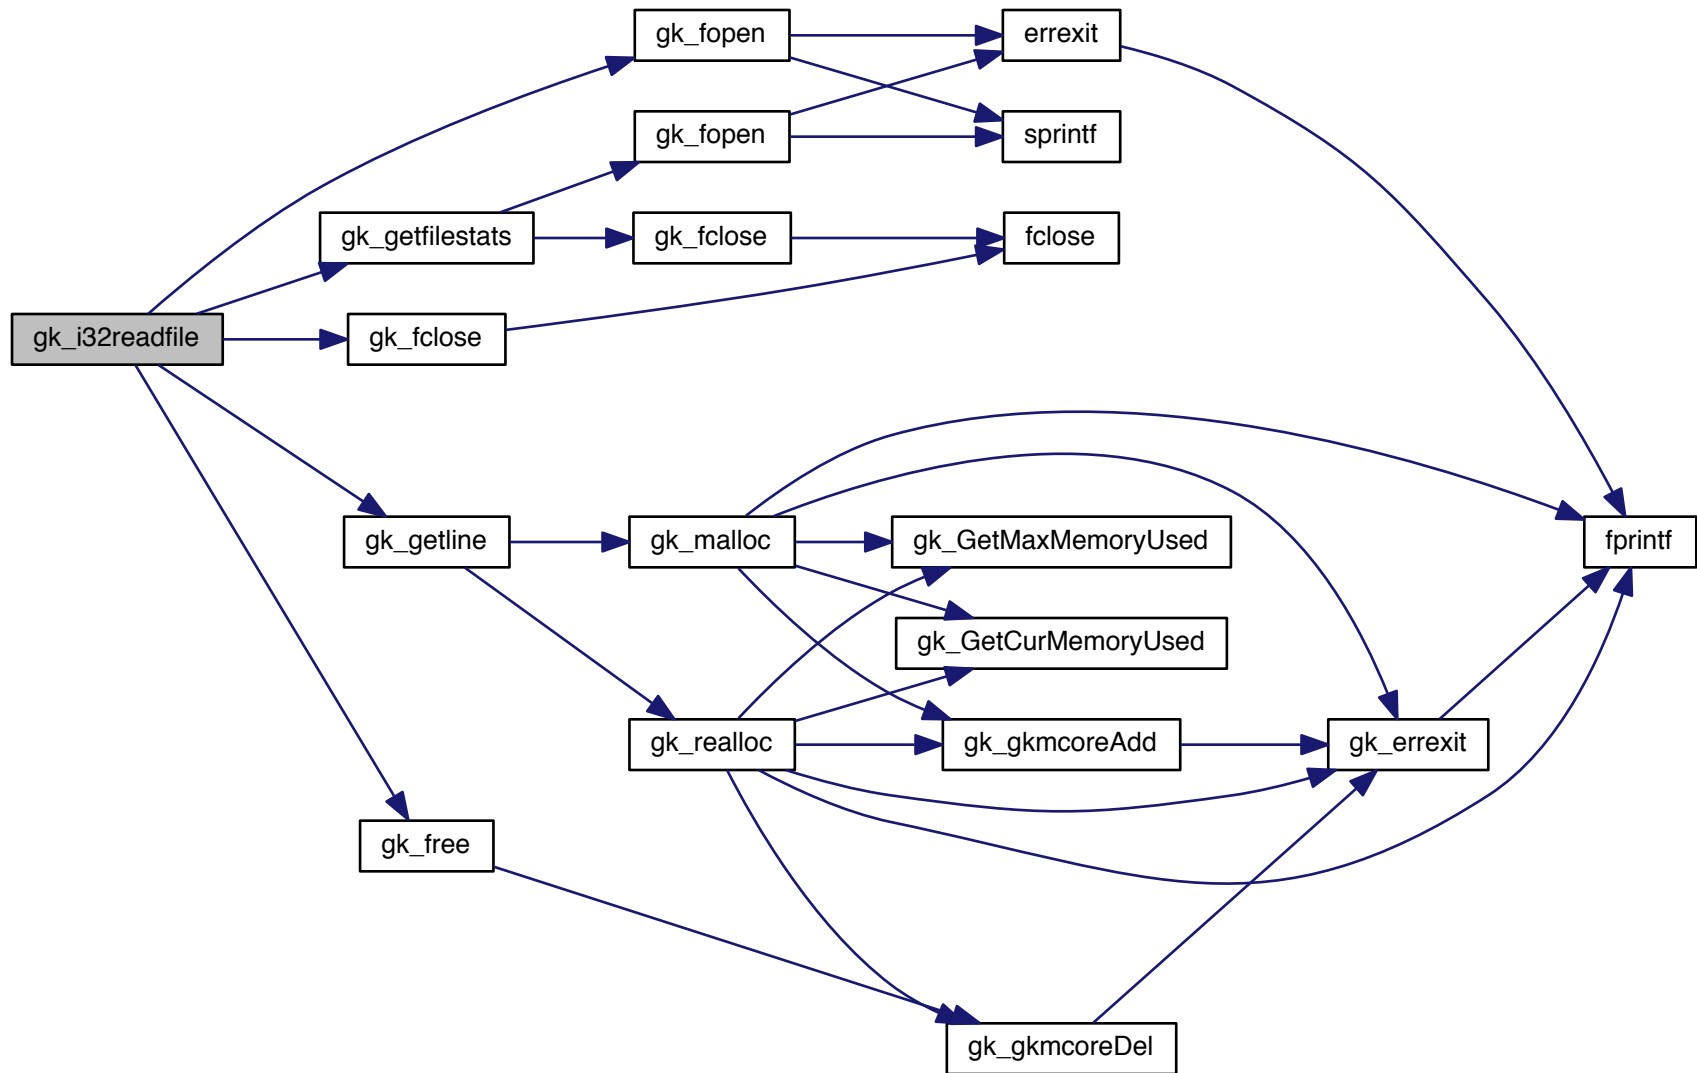 gk_fopen
errexit
gk_fopen
sprintf
gk_getfilestats
gk_fclose
fclose
gk_i32readfile
gk_fclose
gk_getline
gk_malloc
gk_GetMaxMemoryUsed
fprintf
gk_GetCurMemoryUsed
gk_realloc
gk_gkmcoreAdd
gk_errexit
gk_free
gk_gkmcoreDel